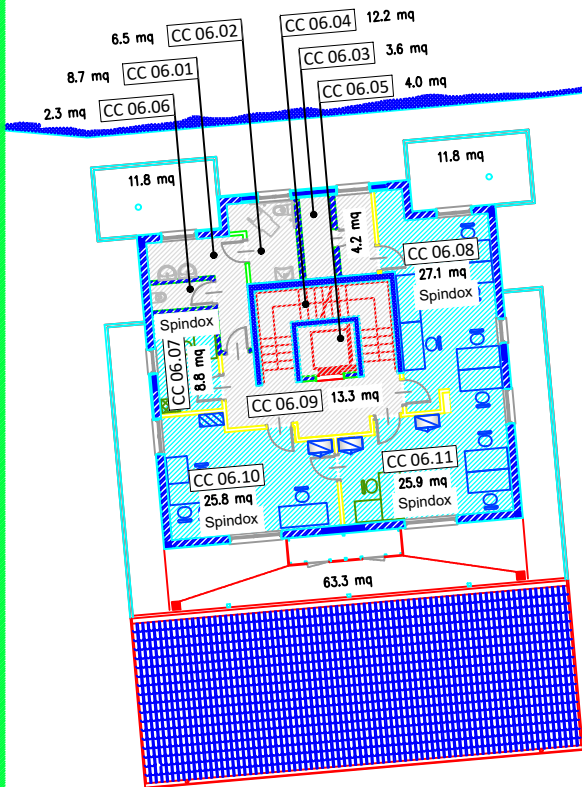 CC 06.04 12.2 mq
6.5 mq CC 06.02
CC 06.03 3.6 mq
8.7 mq CC 06.01
CC 06.05 4.0 mq
2.3 mq CC 06.06
11.8 mq
11.8 mq
4.2 mq
CC 06.08
27.1 mq
Spindox
Spindox
CC 06.07
8.8 mq
CC 06.09 13.3 mq
CC 06.10
25.8 mq
Spindox
CC 06.11
25.9 mq
Spindox
63.3 mq